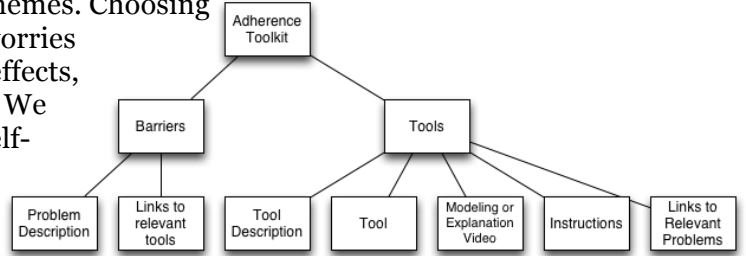 hemes. Choosing
orries
effects,
We
elf-
Adherence
Toolkit
Barriers
Tools
Problem
Description
Links to
relevant
tools
Tool
Description
Tool
Modeling or
Explanation
Video
Instructions
Links to
Relevant
Problems